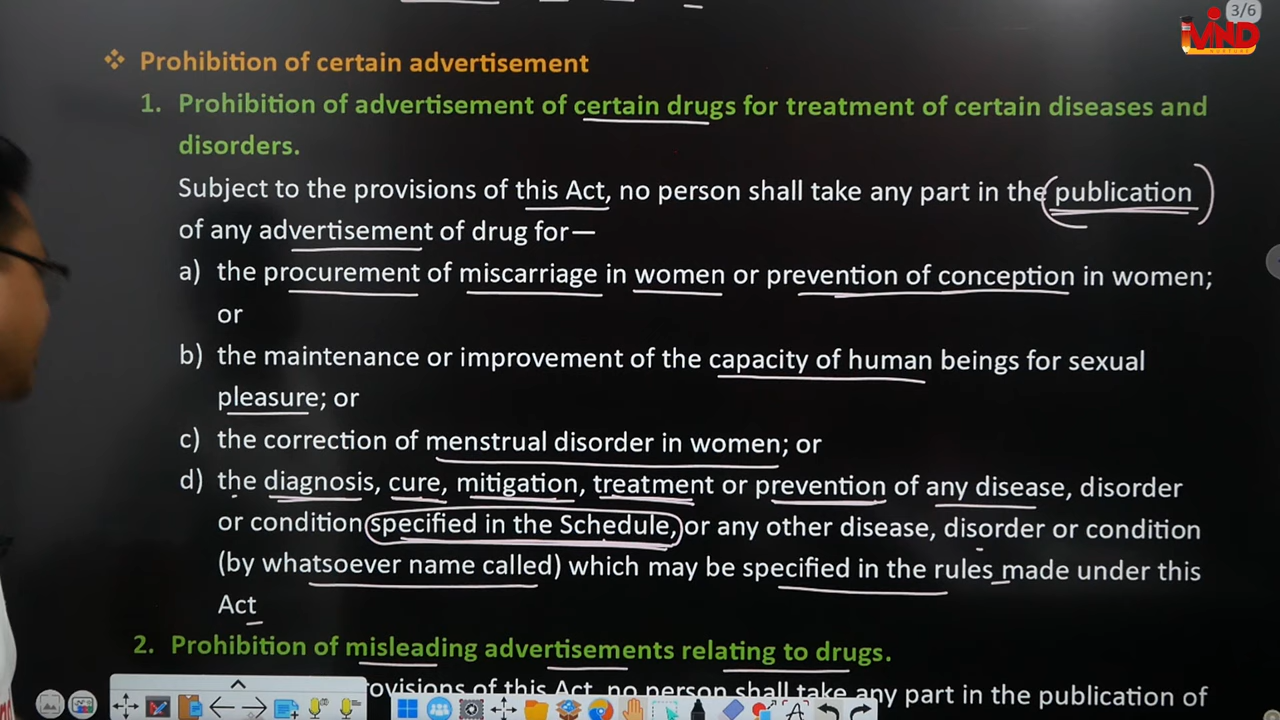 3/6
MIND
NURTURE
❖ Prohibition of certain advertisement
1. Prohibition of advertisement of certain drugs for treatment of certain diseases and
disorders.
Subject to the provisions of this Act, no person shall take any part in the (publication)
of any advertisement of drug for—
a) the procurement of miscarriage in women or prevention of conception in women;
or
b) the maintenance or improvement of the capacity of human beings for sexual
pleasure; or
c) the correction of menstrual disorder in women; or
d) the diagnosis, cure, mitigation, treatment or prevention of any disease, disorder
or condition specified in the Schedule, or any other disease, disorder or condition
(by whatsoever name called) which may be specified in the rules made under this
Act
2. Prohibition of misleading advertisements relating to drugs.
ovisions of this Act, no person shall take any part in the publication of